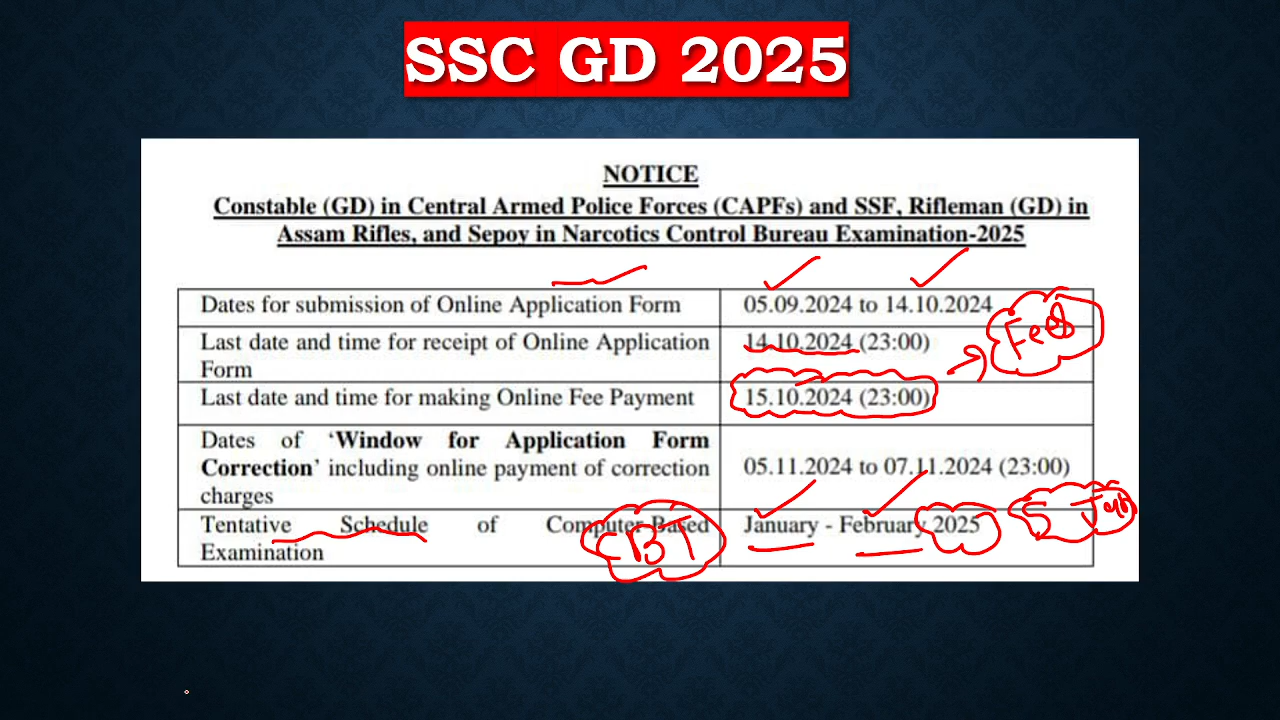 SSC GD 2025
NOTICE
Constable (GD) in Central Armed Police Forces (CAPFs) and SSF, Rifleman (GD) in
Assam Rifles, and Sepoy in Narcotics Control Bureau Examination-2025
Dates for submission of Online Application Form
05.09.2024 to 14.10.2024
Fees
Last date and time for receipt of Online Application
Form
14.10.2024 (23:00)
Last date and time for making Online Fee Payment
15.10.2024 (23:00)
Dates of ‘Window for Application Form
Correction’ including online payment of correction
charges
05.11.2024 to 07.11.2024 (23:00)
Tentative Schedule of Computer Based
Examination
CBT
January - February 2025
5 Jan